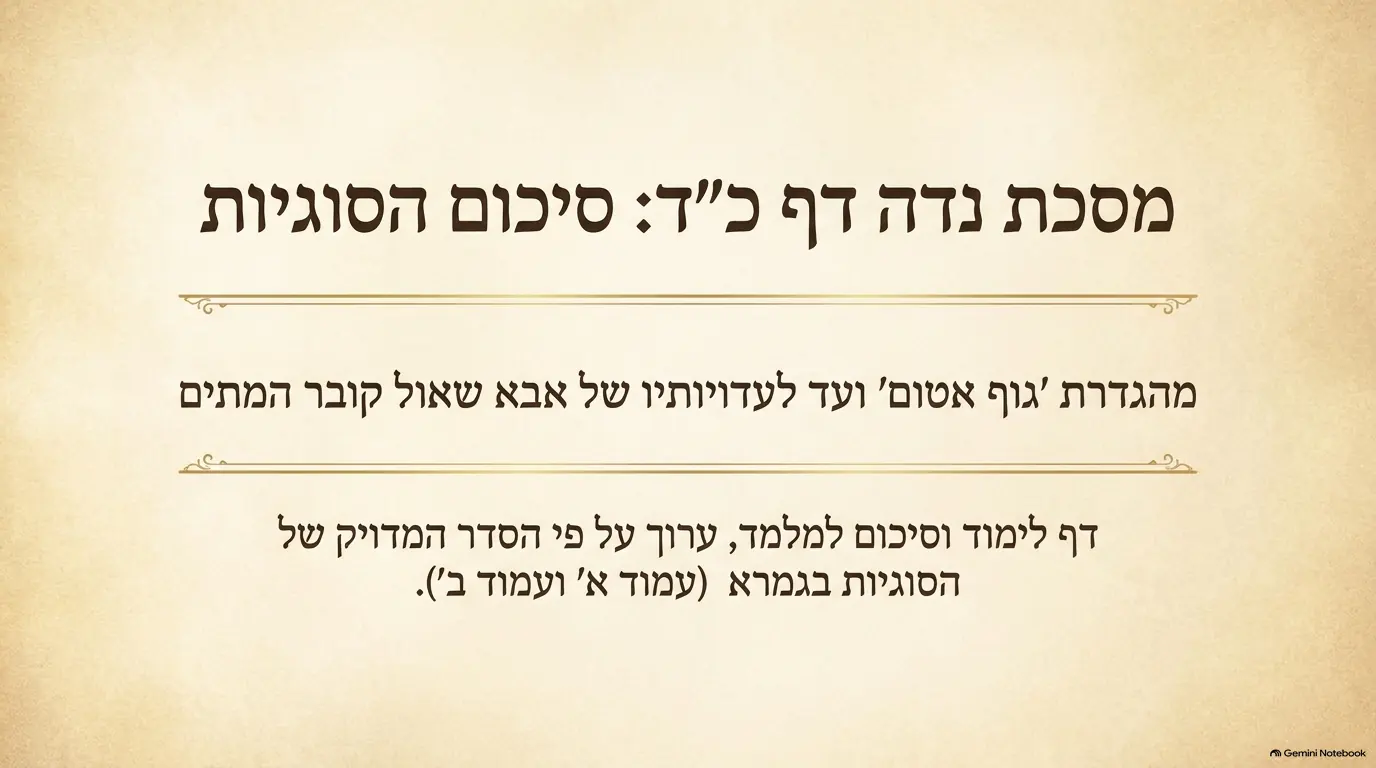 מסכת נדה דף כ"ד: סיכום הסוגיות
מהגדרת 'גוף אטום' ועד לעדויותיו של אבא שאול קובר המתים
דף לימוד וסיכום למלמד, ערוך על פי הסדר המדויק של
הסוגיות בגמרא (עמוד א' ועמוד ב').
Gemini Notebook